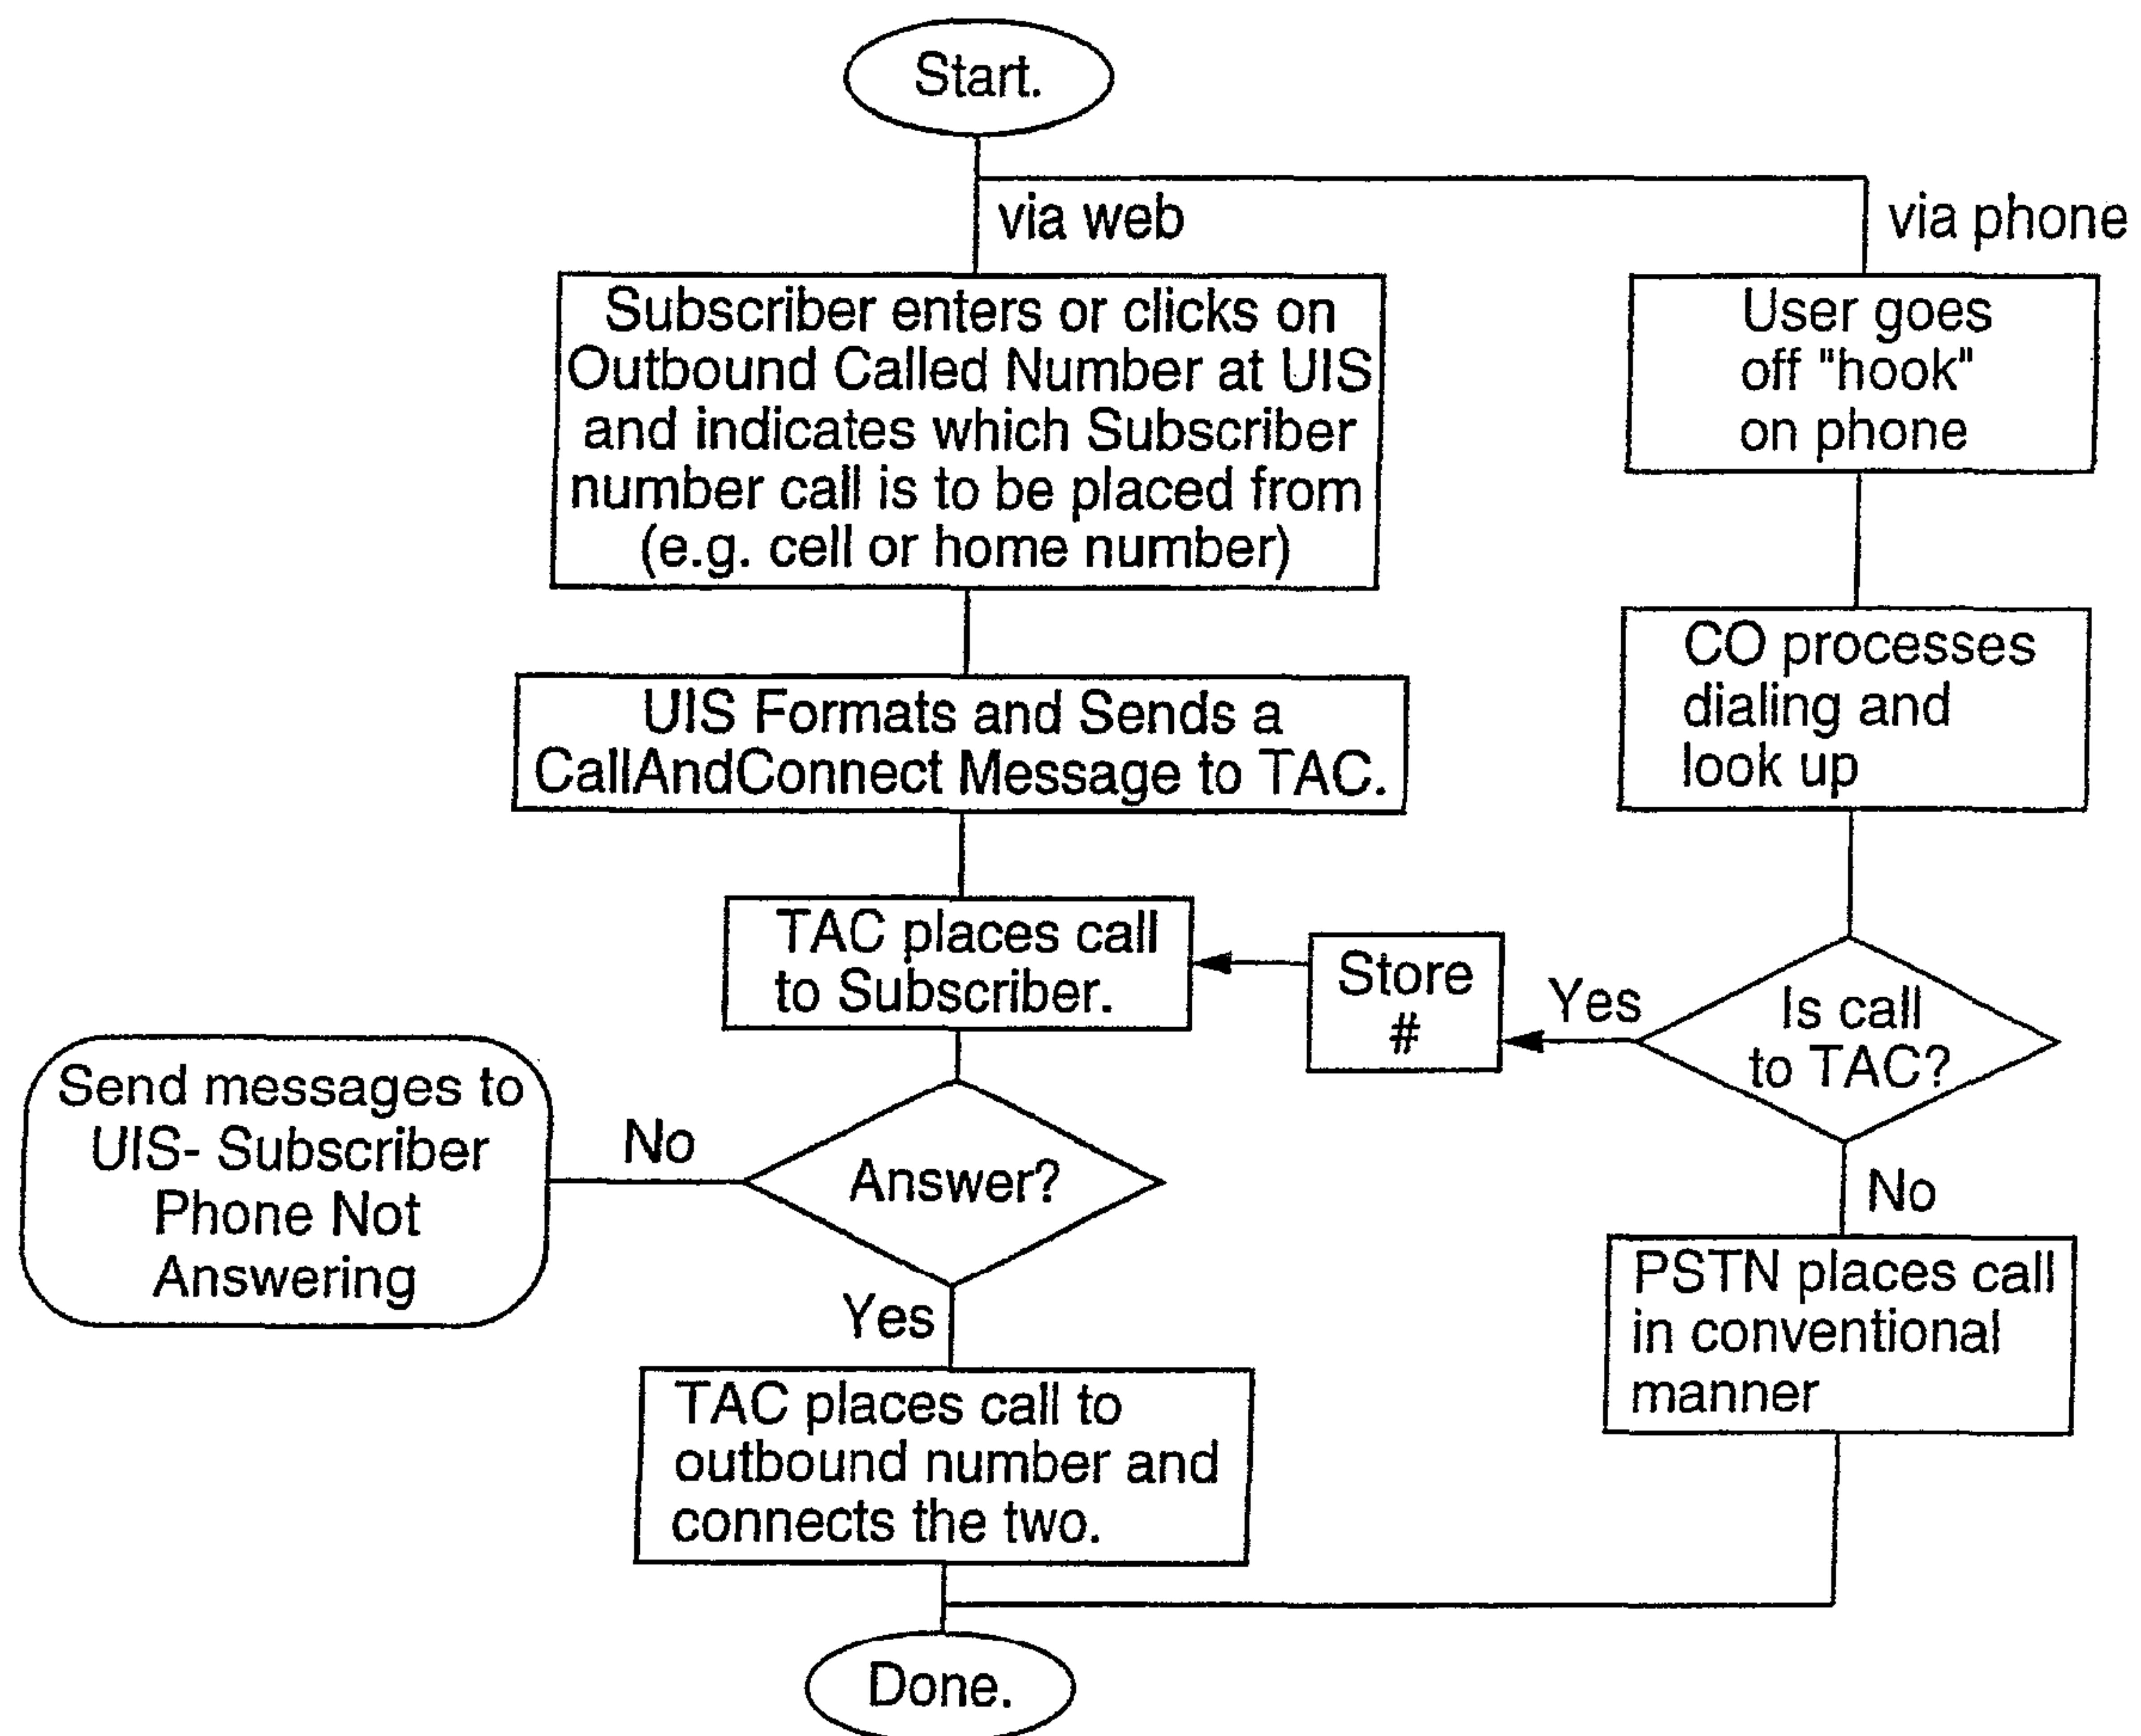 Start.
via web
via phone
Subscriber enters or clicks on
Outbound Called Number at UIS
and indicates which Subscriber
number call is to be placed from
(e.g. cell or home number)
User goes
off "hook"
on phone
UIS Formats and Sends a
CallAndConnect Message to TAC.
CO processes
dialing and
look up
TAC places call
to Subscriber.
Store
#
Yes
Is call
to TAC?
Send messages to
UIS- Subscriber
Phone Not
Answering
No
Answer?
No
Yes
PSTN places call
in conventional
manner
TAC places call to
outbound number and
connects the two.
Done.